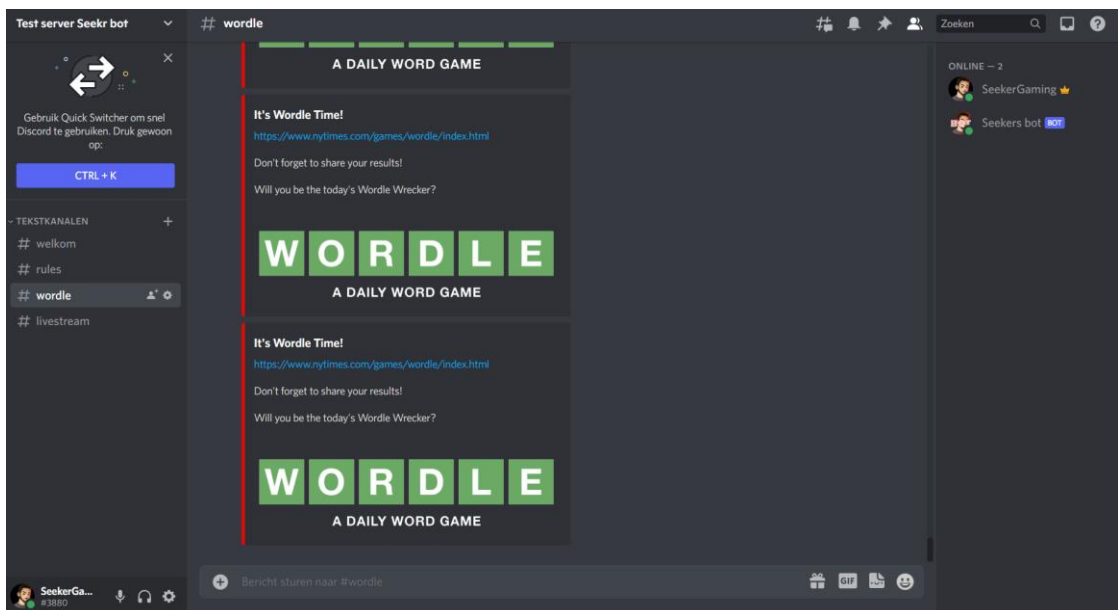 Test server Seekr bot
Gebruik Quick Switcher om snel
Discord te gebruiken. Druk gewoon
op:
CTRL + K
TEKSTKANALEN
# welkom
# rules
# wordle
# livestream
SeekerGa...
#3880
# wordle
A DAILY WORD GAME
It's Wordle Time!
https://www.nytimes.com/games/wordle/index.html
Don't forget to share your results!
Will you be the today's Wordle Wrecker?
WORDLE
A DAILY WORD GAME
It's Wordle Time!
https://www.nytimes.com/games/wordle/index.html
Don't forget to share your results!
Will you be the today's Wordle Wrecker?
WORDLE
A DAILY WORD GAME
Bericht sturen naar #wordle
GIF
Zoeken
ONLINE — 2
SeekerGaming
Seekers bot BOT